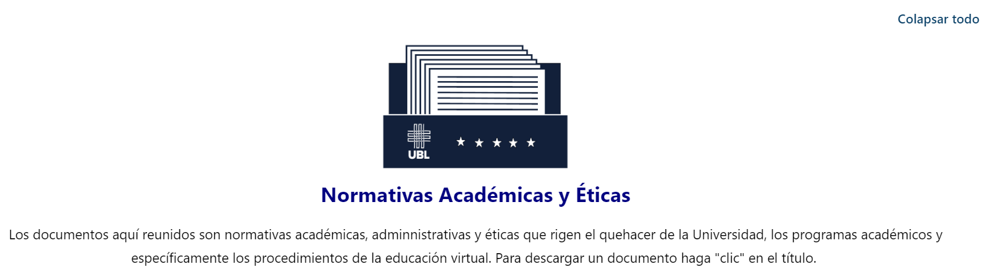 Colapsar todo
UBL
Normativas Académicas y Éticas
Los documentos aquí reunidos son normativas académicas, adminnistrativas y éticas que rigen el quehacer de la Universidad, los programas académicos y
específicamente los procedimientos de la educación virtual. Para descargar un documento haga "clic" en el título.